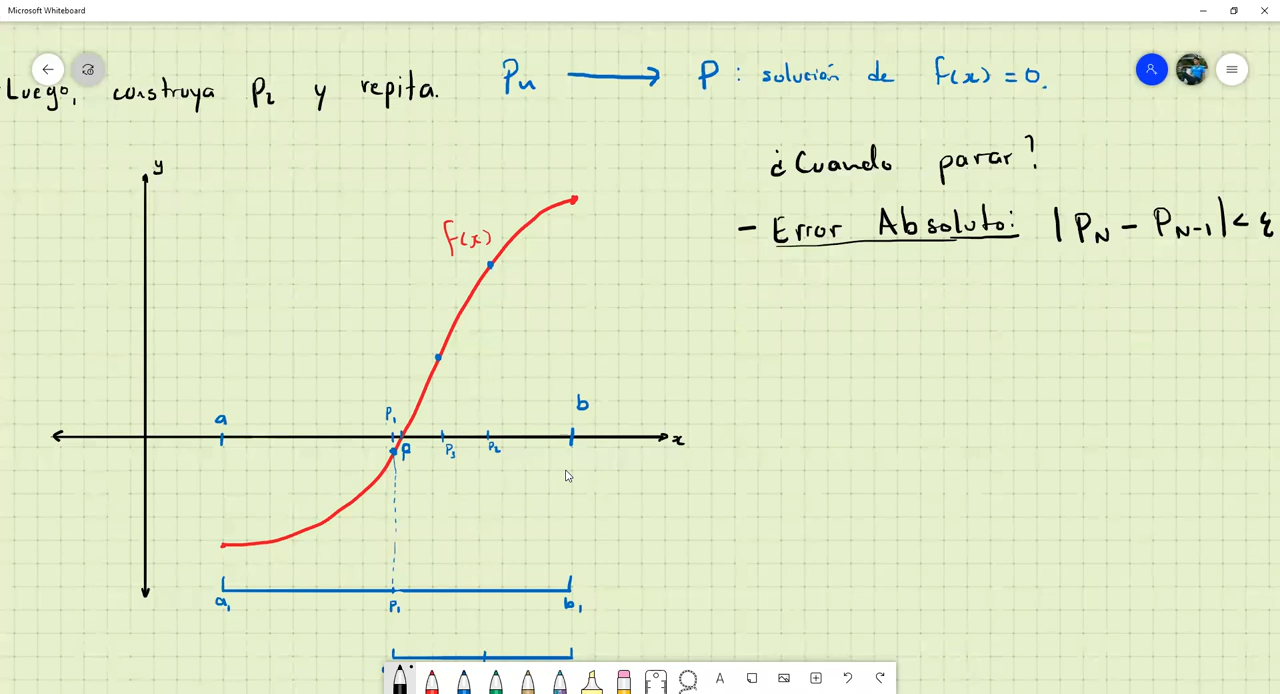 Microsoft Whiteboard
Luego, construya P2 y repita.
Pn → P : solución de f(x) = 0.
¿Cuando parar?
- Error Absoluto: |PN - PN-1| < ε
y
f(x)
a
P1
b
P
P3
P2
x
a1
P1
b1
A